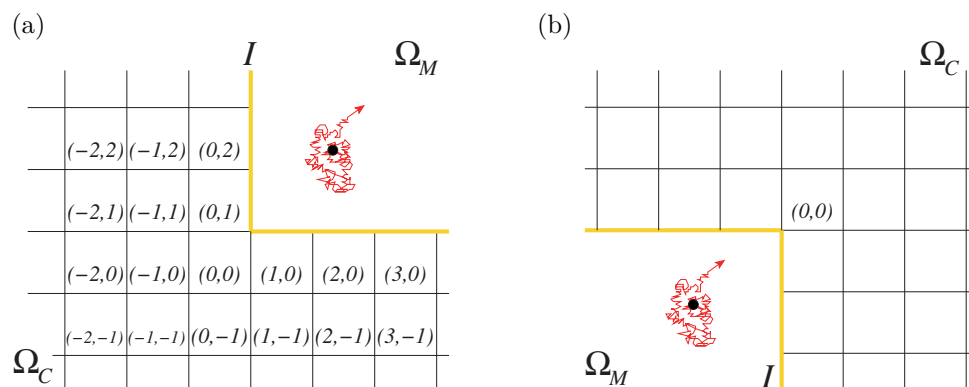 (a)
I
Ω_M
(−2,2) (−1,2) (0,2)
(−2,1) (−1,1) (0,1)
(−2,0) (−1,0) (0,0) (1,0) (2,0) (3,0)
(−2,−1) (−1,−1) (0,−1) (1,−1) (2,−1) (3,−1)
Ω_C
(b)
Ω_C
(0,0)
Ω_M
I